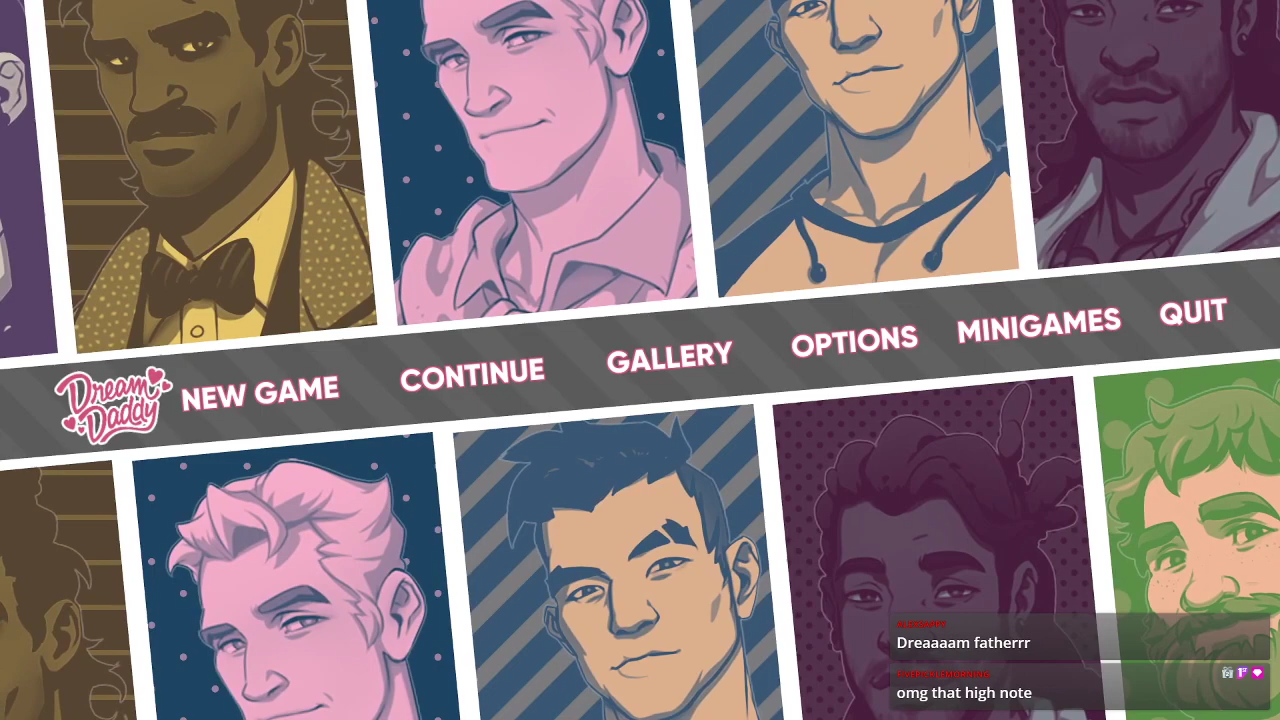 Dream
Daddy
NEW GAME
CONTINUE
GALLERY
OPTIONS
MINIGAMES
QUIT
Dreaaaam fatherrr
omg that high note